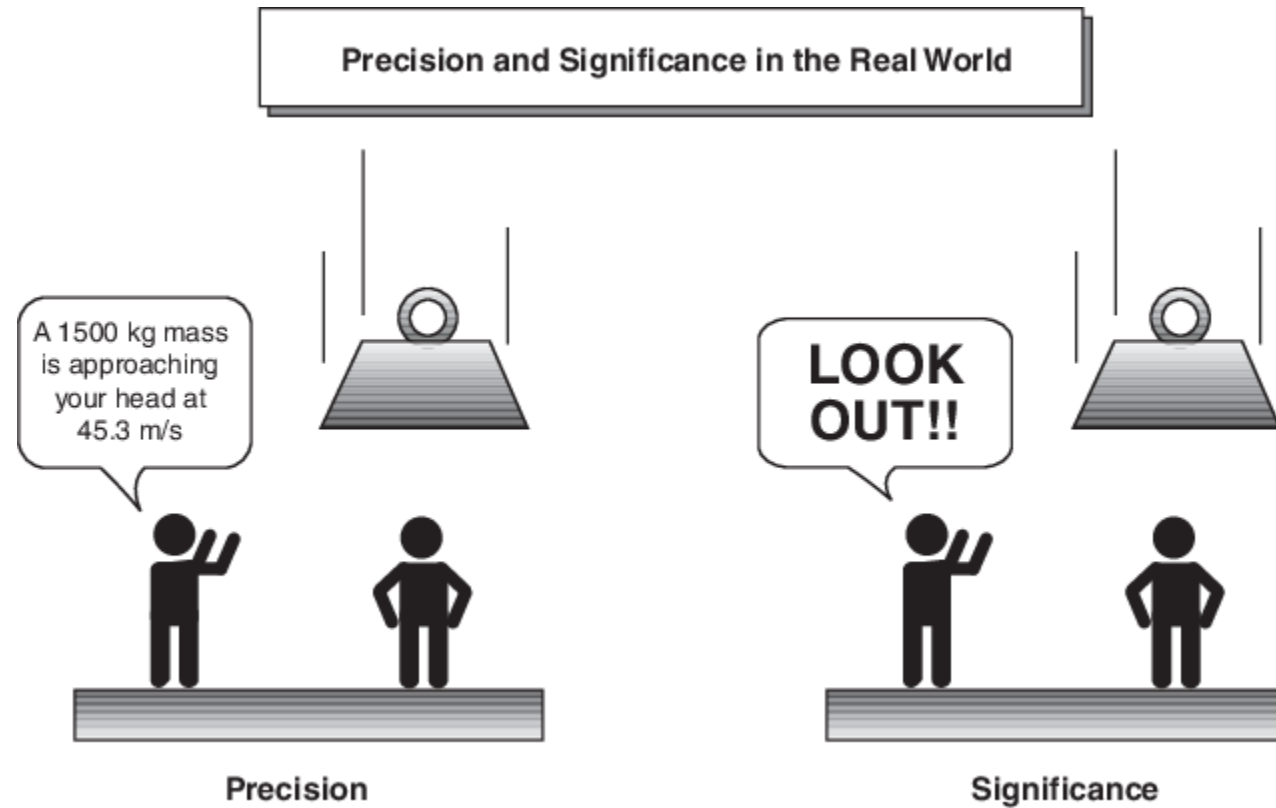 Precision and Significance in the Real World
A 1500 kg mass
is approaching
your head at
45.3 m/s
LOOK
OUT!!
Precision
Significance